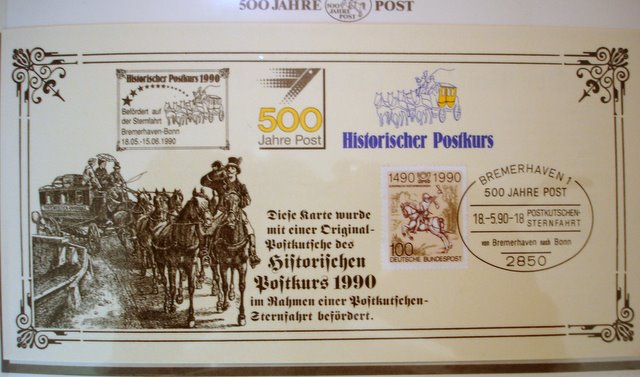 500 JAHRE 500 JAHRE POST POST
Historischer Postkurs 1990
Befördert auf
der Sternfahrt
Bremerhaven-Bonn
18.05.-15.06.1990
500
Jahre Post
Historischer Postkurs
Diese Karte wurde
mit einer Original-
Postkutsche des
Historischen
Postkurs 1990
im Rahmen einer Postkutschen-
Sternfahrt befördert.
1490 1990
100
DEUTSCHE BUNDESPOST
BREMERHAVEN 1
500 JAHRE POST
18.-5.90-18
POSTKUTSCHEN-
STERNFAHRT
von Bremerhaven nach Bonn
2850